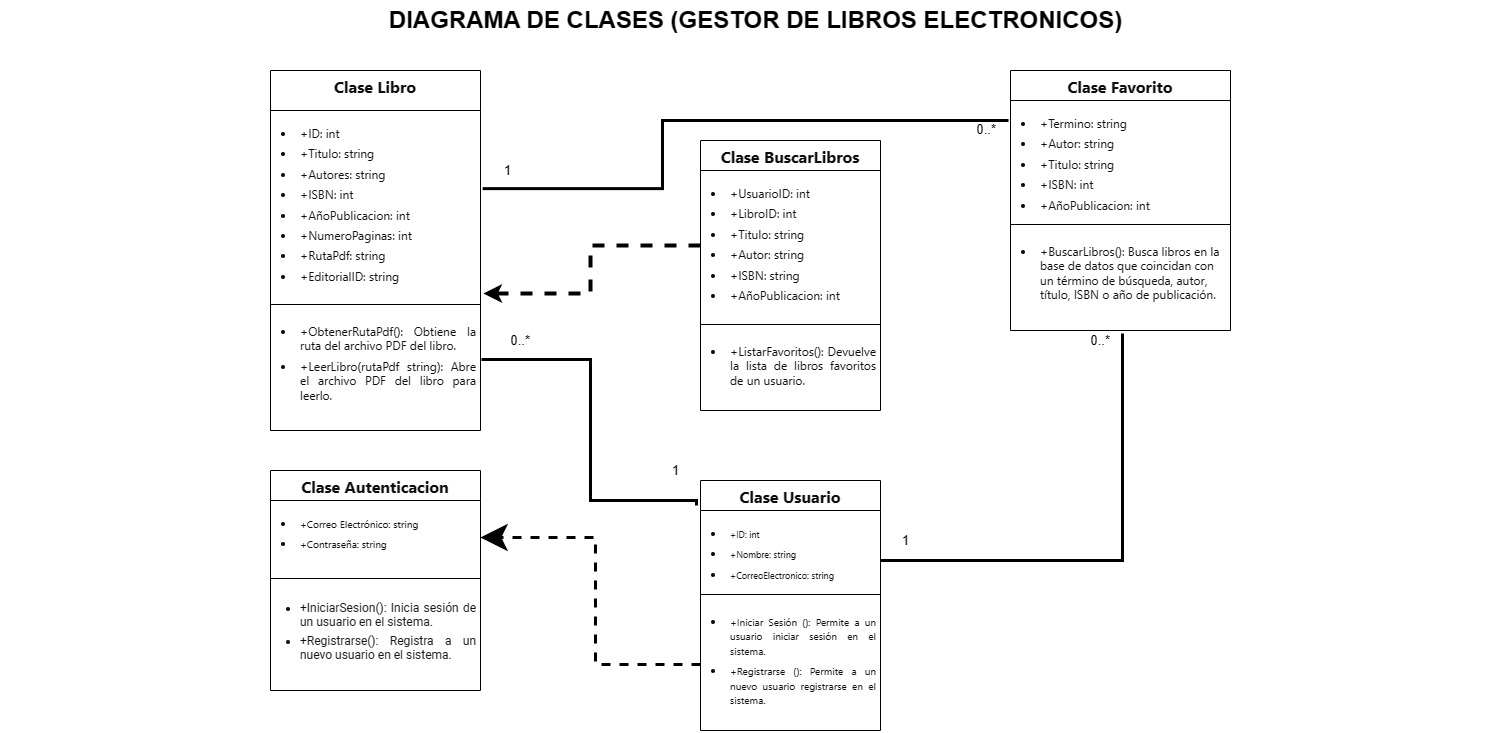 DIAGRAMA DE CLASES (GESTOR DE LIBROS ELECTRONICOS)
Clase Libro
+ID: int
+Titulo: string
+Autores: string
+ISBN: int
+AñoPublicacion: int
+NumeroPaginas: int
+RutaPdf: string
+EditorialID: string
+ObtenerRutaPdf(): Obtiene la
ruta del archivo PDF del libro.
+LeerLibro(rutaPdf string): Abre
el archivo PDF del libro para
leerlo.
1
0..*
Clase BuscarLibros
+UsuarioID: int
+LibroID: int
+Titulo: string
+Autor: string
+ISBN: string
+AñoPublicacion: int
+ListarFavoritos(): Devuelve
la lista de libros favoritos
de un usuario.
0..*
Clase Favorito
+Termino: string
+Autor: string
+Titulo: string
+ISBN: int
+AñoPublicacion: int
+BuscarLibros(): Busca libros en la
base de datos que coincidan con
un término de búsqueda, autor,
título, ISBN o año de publicación.
0..*
Clase Autenticacion
+Correo Electrónico: string
+Contraseña: string
+IniciarSesion(): Inicia sesión de
un usuario en el sistema.
+Registrarse(): Registra a un
nuevo usuario en el sistema.
1
Clase Usuario
+ID: int
+Nombre: string
+CorreoElectronico: string
+Iniciar Sesión (): Permite a un
usuario iniciar sesión en el
sistema.
+Registrarse (): Permite a un
nuevo usuario registrarse en el
sistema.
1